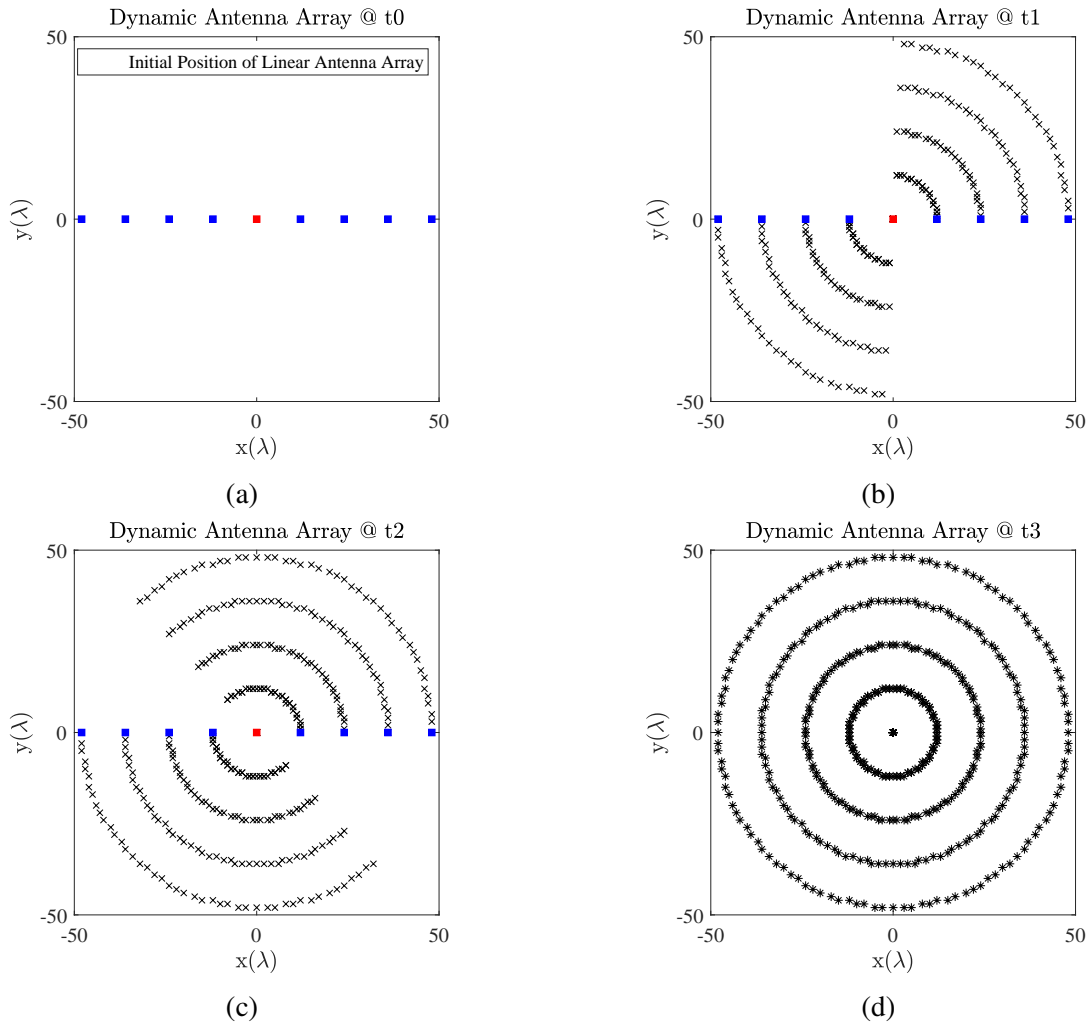 Dynamic Antenna Array @ t0
50
Initial Position of Linear Antenna Array
y(λ)
0
-50
-50 0 50
x(λ)
(a)
Dynamic Antenna Array @ t1
50
y(λ)
0
-50
-50 0 50
x(λ)
(b)
Dynamic Antenna Array @ t2
50
y(λ)
0
-50
-50 0 50
x(λ)
(c)
Dynamic Antenna Array @ t3
50
y(λ)
0
-50
-50 0 50
x(λ)
(d)